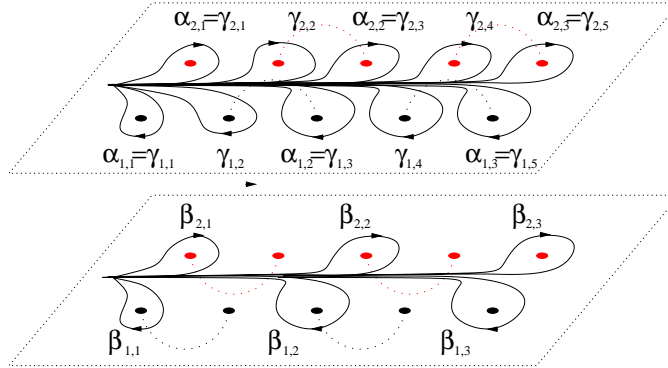 α2,1=γ2,1 γ2,2 α2,2=γ2,3 γ2,4 α2,3=γ2,5
α1,1=γ1,1 γ1,2 α1,2=γ1,3 γ1,4 α1,3=γ1,5
β2,1 β2,2 β2,3
β1,1 β1,2 β1,3